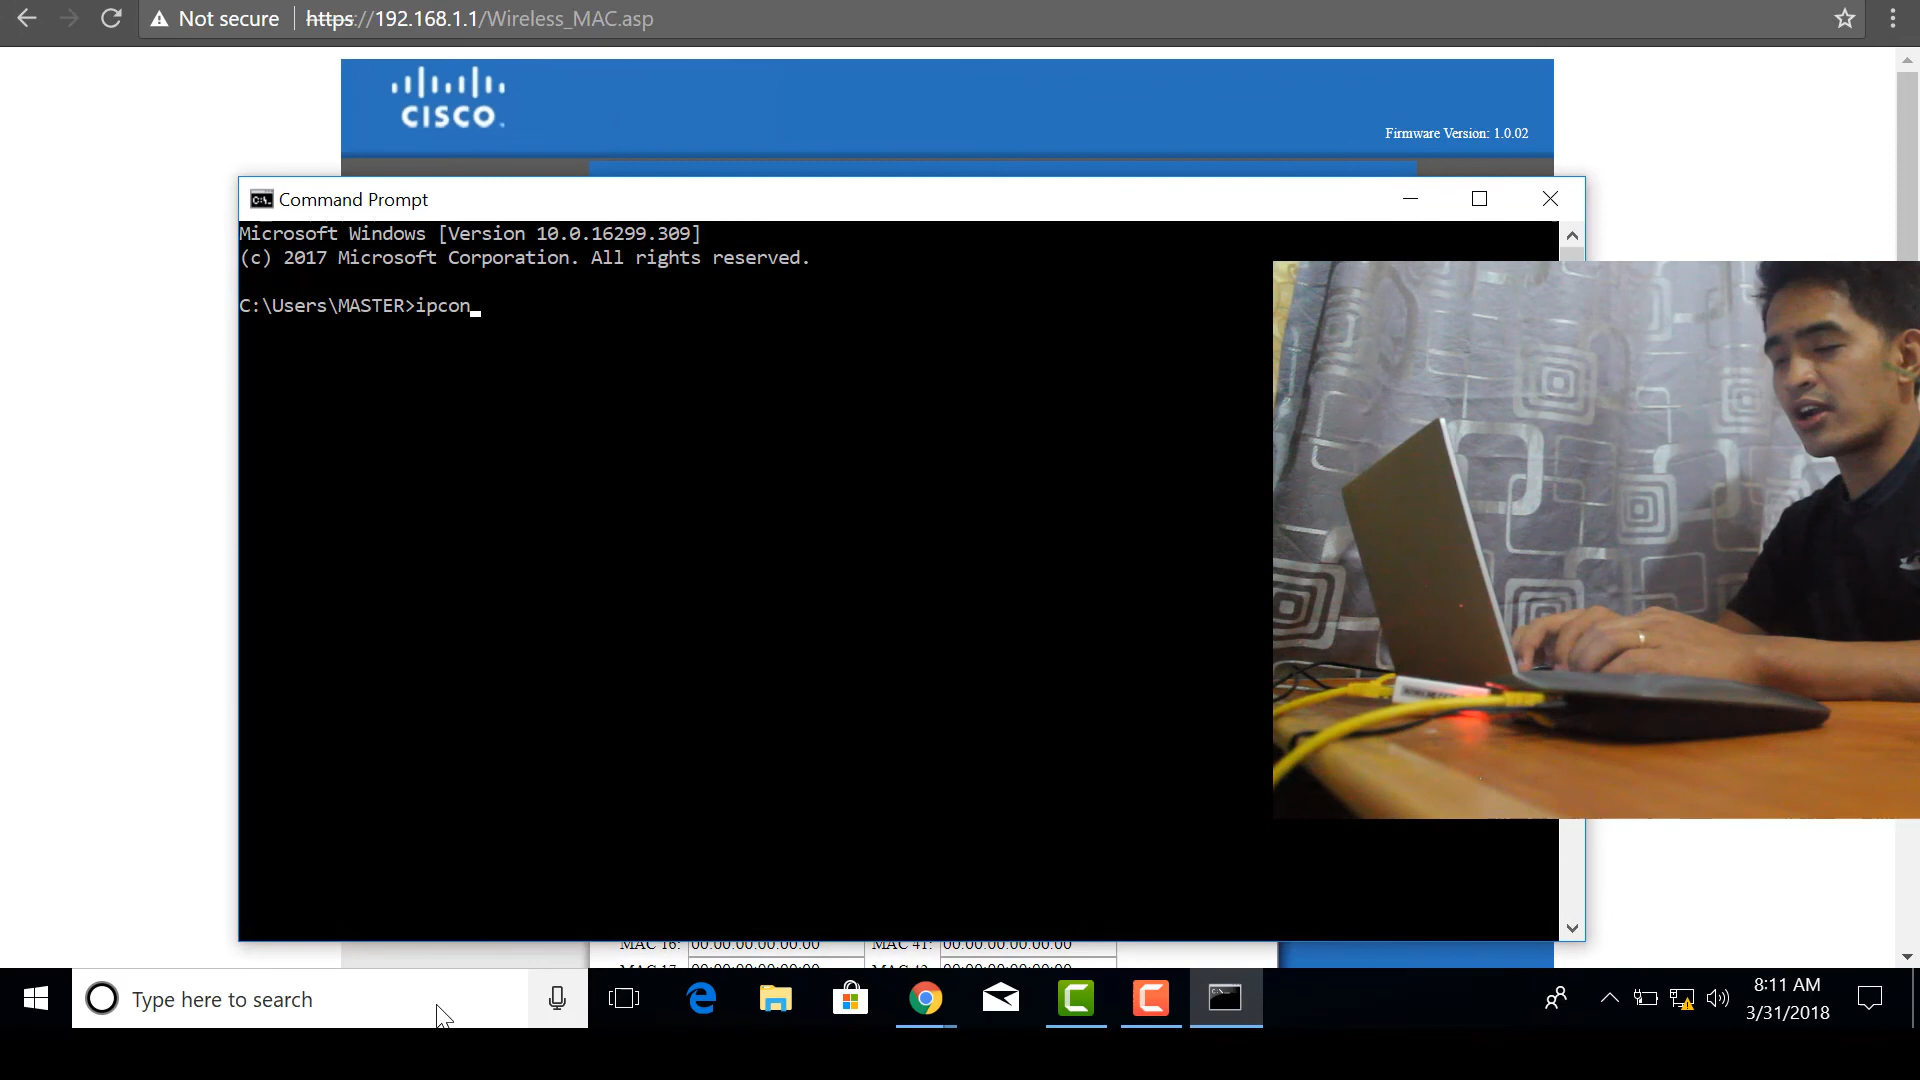 Not secure
https://192.168.1.1/Wireless_MAC.asp
CISCO
Firmware Version: 1.0.02
Command Prompt
Microsoft Windows [Version 10.0.16299.309]
(c) 2017 Microsoft Corporation. All rights reserved.
C:\Users\MASTER>ipcon
MAC 16: 00:00:00:00:00:00 MAC 41: 00:00:00:00:00:00
Type here to search
8:11 AM
3/31/2018